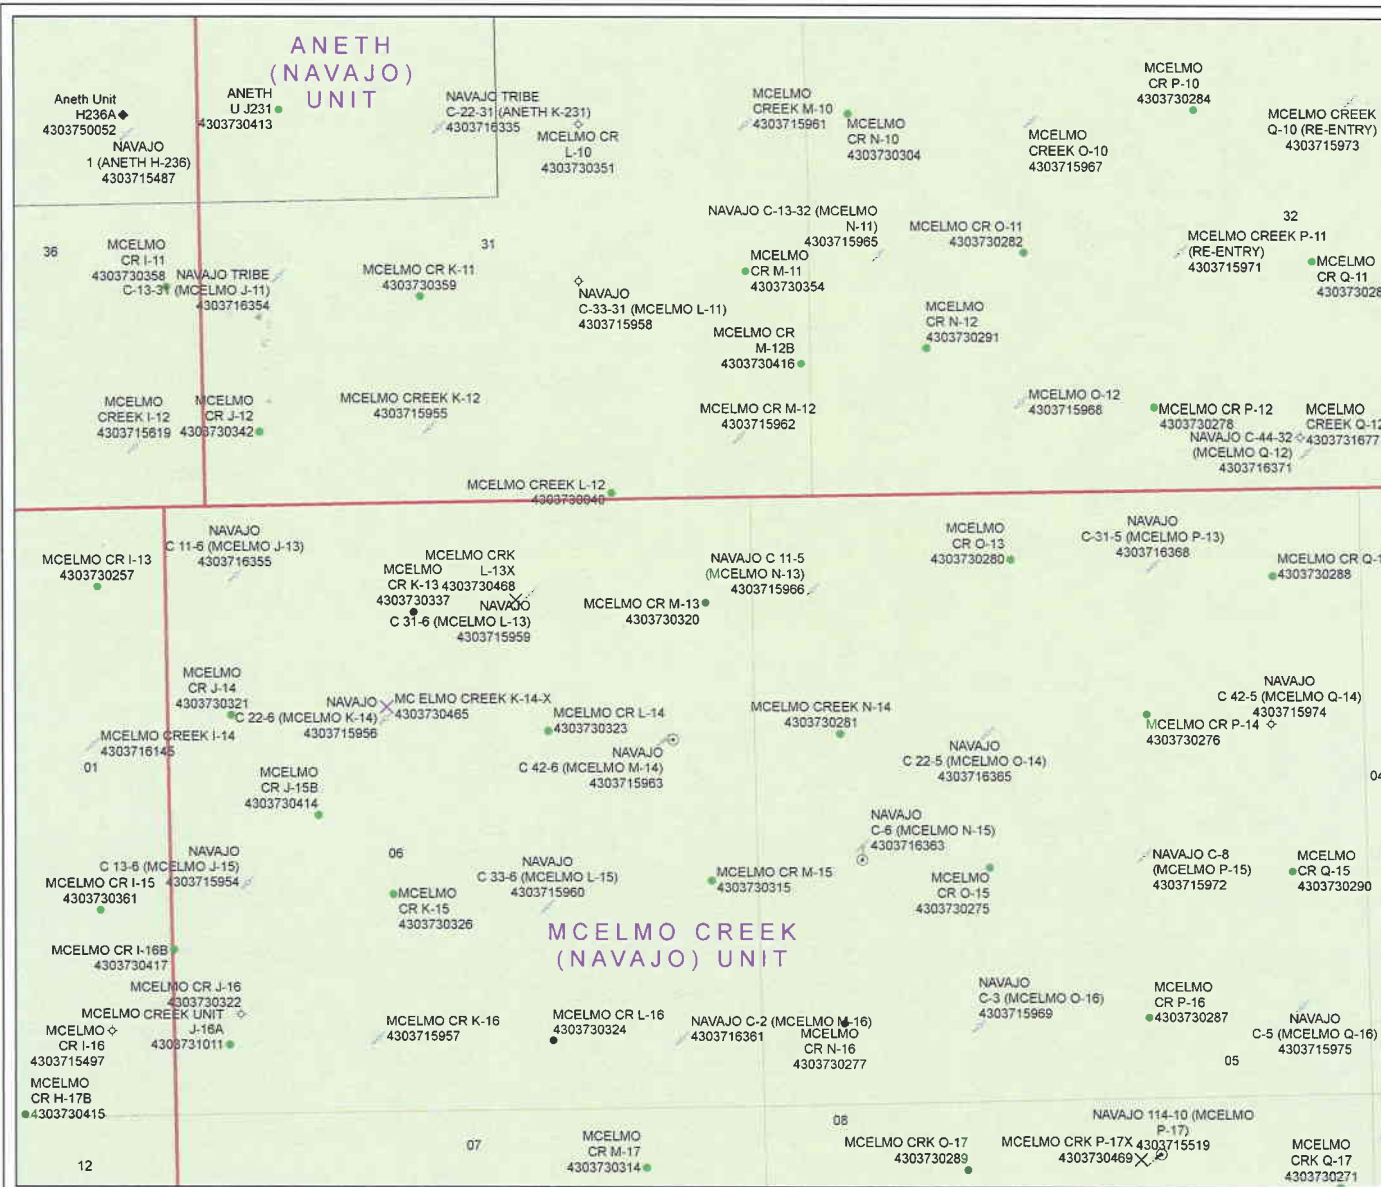 ANETH
(NAVAJO)
UNIT
Aneth Unit
H236A
4303750052
NAVAJO
1 (ANETH H-236)
4303715487
ANETH
U J231
4303730413
NAVAJO TRIBE
C-22-31 (ANETH K-231)
4303716335
MCELMO CR
L-10
4303730351
MCELMO
CREEK M-10
4303715961
MCELMO
CR N-10
4303730304
MCELMO
CREEK O-10
4303715967
MCELMO
CR P-10
4303730284
MCELMO CREEK
Q-10 (RE-ENTRY)
4303715973
36
MCELMO
CR I-11
4303730358
NAVAJO TRIBE
C-13-31 (MCELMO J-11)
4303716354
31
MCELMO CR K-11
4303730359
NAVAJO
C-33-31 (MCELMO L-11)
4303715958
NAVAJO C-13-32 (MCELMO
N-11)
4303715965
MCELMO
CR M-11
4303730354
MCELMO CR O-11
4303730282
32
MCELMO CREEK P-11
(RE-ENTRY)
4303715971
MCELMO
CR Q-11
430373028
MCELMO CR
M-12B
4303730416
MCELMO
CR N-12
4303730291
MCELMO
CREEK I-12
4303715619
MCELMO
CR J-12
4303730342
MCELMO CREEK K-12
4303715955
MCELMO CR M-12
4303715962
MCELMO O-12
4303715968
MCELMO CR P-12
4303730278
NAVAJO C-44-32
(MCELMO Q-12)
4303716371
MCELMO
CREEK Q-12
4303731677
MCELMO CREEK L-12
4303730040
MCELMO CR I-13
4303730257
NAVAJO
C 11-6 (MCELMO J-13)
4303716355
MCELMO CRK
L-13X
4303730468
MCELMO
CR K-13
4303730337
NAVAJO
C 31-6 (MCELMO L-13)
4303715959
MCELMO CR M-13
4303730320
NAVAJO C 11-5
(MCELMO N-13)
4303715966
MCELMO
CR O-13
4303730280
NAVAJO
C-31-5 (MCELMO P-13)
4303716368
MCELMO CR Q-1
4303730288
MCELMO
CR J-14
4303730321
NAVAJO
C 22-6 (MCELMO K-14)
4303715956
MC ELMO CREEK K-14-X
4303730465
MCELMO CR L-14
4303730323
NAVAJO
C 42-6 (MCELMO M-14)
4303715963
MCELMO CREEK N-14
4303730281
NAVAJO
C 22-5 (MCELMO O-14)
4303716365
NAVAJO
C 42-5 (MCELMO Q-14)
4303715974
MCELMO CR P-14
4303730276
MCELMO CREEK I-14
4303716145
01
04
MCELMO
CR J-15B
4303730414
NAVAJO
C-6 (MCELMO N-15)
4303716363
NAVAJO
C 13-6 (MCELMO J-15)
4303715954
MCELMO CR I-15
4303730361
06
MCELMO
CR K-15
4303730326
NAVAJO
C 33-6 (MCELMO L-15)
4303715960
MCELMO CR M-15
4303730315
MCELMO
CR O-15
4303730275
NAVAJO C-8
(MCELMO P-15)
4303715972
MCELMO
CR Q-15
4303730290
MCELMO CREEK
(NAVAJO) UNIT
MCELMO CR I-16B
4303730417
MCELMO CR J-16
4303730322
MCELMO CREEK UNIT
J-16A
4303731011
MCELMO
CR I-16
4303715497
MCELMO CR K-16
4303715957
MCELMO CR L-16
4303730324
NAVAJO C-2 (MCELMO M-16)
4303716361
MCELMO
CR N-16
4303730277
NAVAJO
C-3 (MCELMO O-16)
4303715969
MCELMO
CR P-16
4303730287
NAVAJO
C-5 (MCELMO Q-16)
4303715975
05
MCELMO
CR H-17B
4303730415
12
07
MCELMO
CR M-17
4303730314
08
MCELMO CRK O-17
4303730289
MCELMO CRK P-17X
4303730469
NAVAJO 114-10 (MCELMO
P-17)
4303715519
MCELMO
CRK Q-17
4303730271